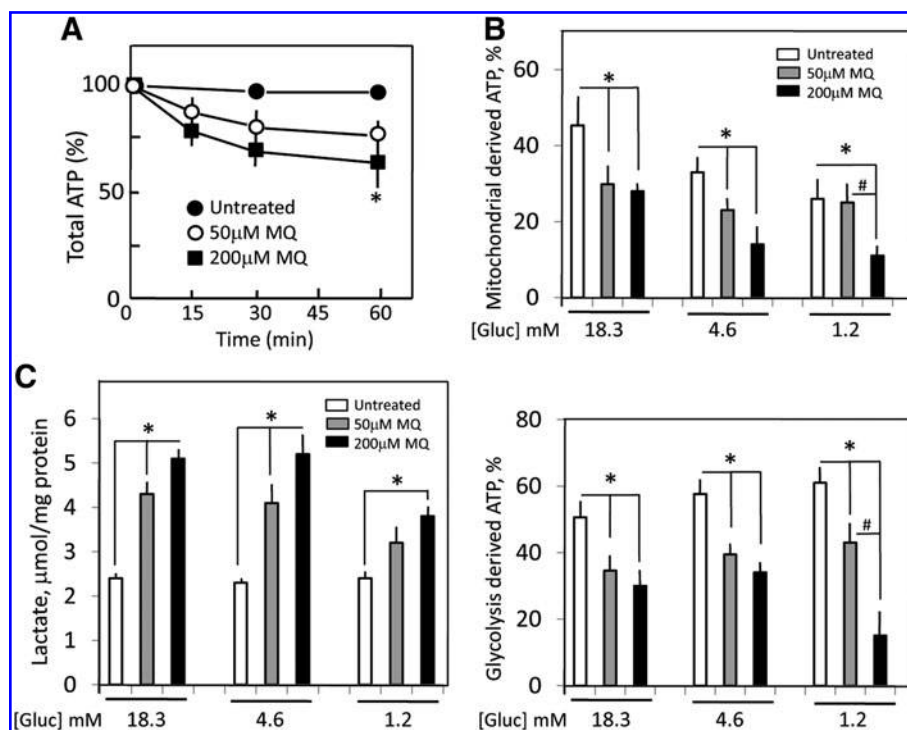 A
Total ATP (%)
100
50
0
Untreated
50μM MQ
200μM MQ
*
0 15 30 45 60
Time (min)
B
Mitochondrial derived ATP, %
60
40
20
0
Untreated
50μM MQ
200μM MQ
* * * #
[Gluc] mM 18.3 4.6 1.2
C
Lactate, μmol/mg protein
6
5
4
3
2
1
0
Untreated
50μM MQ
200μM MQ
* * *
[Gluc] mM 18.3 4.6 1.2
Glycolysis derived ATP, %
80
60
40
20
0
* * * #
[Gluc] mM 18.3 4.6 1.2